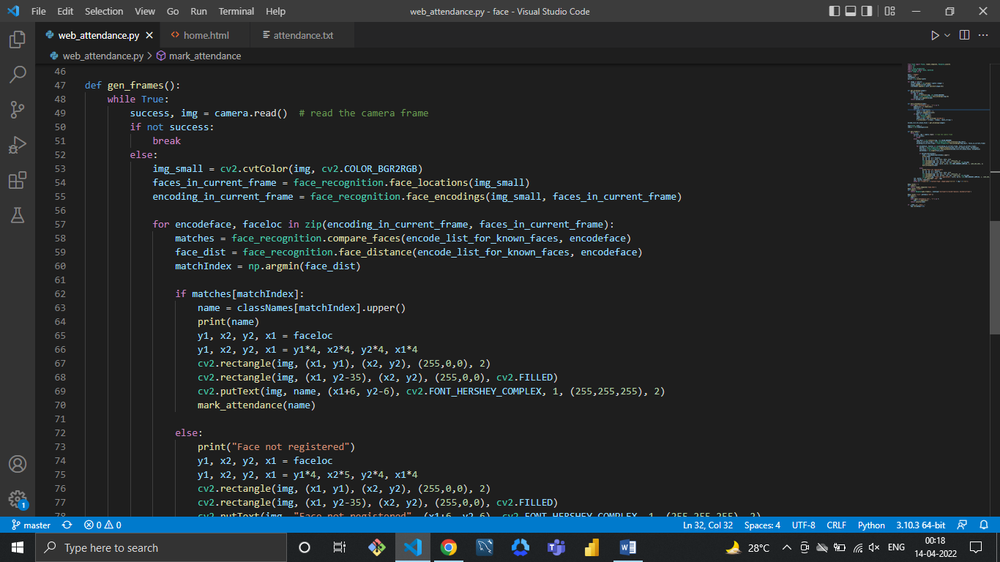 File Edit Selection View Go Run Terminal Help web_attendance.py - face - Visual Studio Code
web_attendance.py home.html attendance.txt
web_attendance.py > mark_attendance
46
47 def gen_frames():
48 while True:
49 success, img = camera.read() # read the camera frame
50 if not success:
51 break
52 else:
53 img_small = cv2.cvtColor(img, cv2.COLOR_BGR2RGB)
54 faces_in_current_frame = face_recognition.face_locations(img_small)
55 encoding_in_current_frame = face_recognition.face_encodings(img_small, faces_in_current_frame)
56
57 for encodeface, faceloc in zip(encoding_in_current_frame, faces_in_current_frame):
58 matches = face_recognition.compare_faces(encode_list_for_known_faces, encodeface)
59 face_dist = face_recognition.face_distance(encode_list_for_known_faces, encodeface)
60 matchIndex = np.argmin(face_dist)
61
62 if matches[matchIndex]:
63 name = classNames[matchIndex].upper()
64 print(name)
65 y1, x2, y2, x1 = faceloc
66 y1, x2, y2, x1 = y1*4, x2*4, y2*4, x1*4
67 cv2.rectangle(img, (x1, y1), (x2, y2), (255,0,0), 2)
68 cv2.rectangle(img, (x1, y2-35), (x2, y2), (255,0,0), cv2.FILLED)
69 cv2.putText(img, name, (x1+6, y2-6), cv2.FONT_HERSHEY_COMPLEX, 1, (255,255,255), 2)
70 mark_attendance(name)
71
72 else:
73 print("Face not registered")
74 y1, x2, y2, x1 = faceloc
75 y1, x2, y2, x1 = y1*4, x2*5, y2*4, x1*4
76 cv2.rectangle(img, (x1, y1), (x2, y2), (255,0,0), 2)
77 cv2.rectangle(img, (x1, y2-35), (x2, y2), (255,0,0), cv2.FILLED)
78 cv2.putText(img, "Face not registered", (x1+6, y2-6), cv2.FONT_HERSHEY_COMPLEX, 1, (255,255,255), 2)
1
master 0 0 Ln 32, Col 32 Spaces: 4 UTF-8 CRLF Python 3.10.3 64-bit
Type here to search 28°C ENG 00:18
14-04-2022